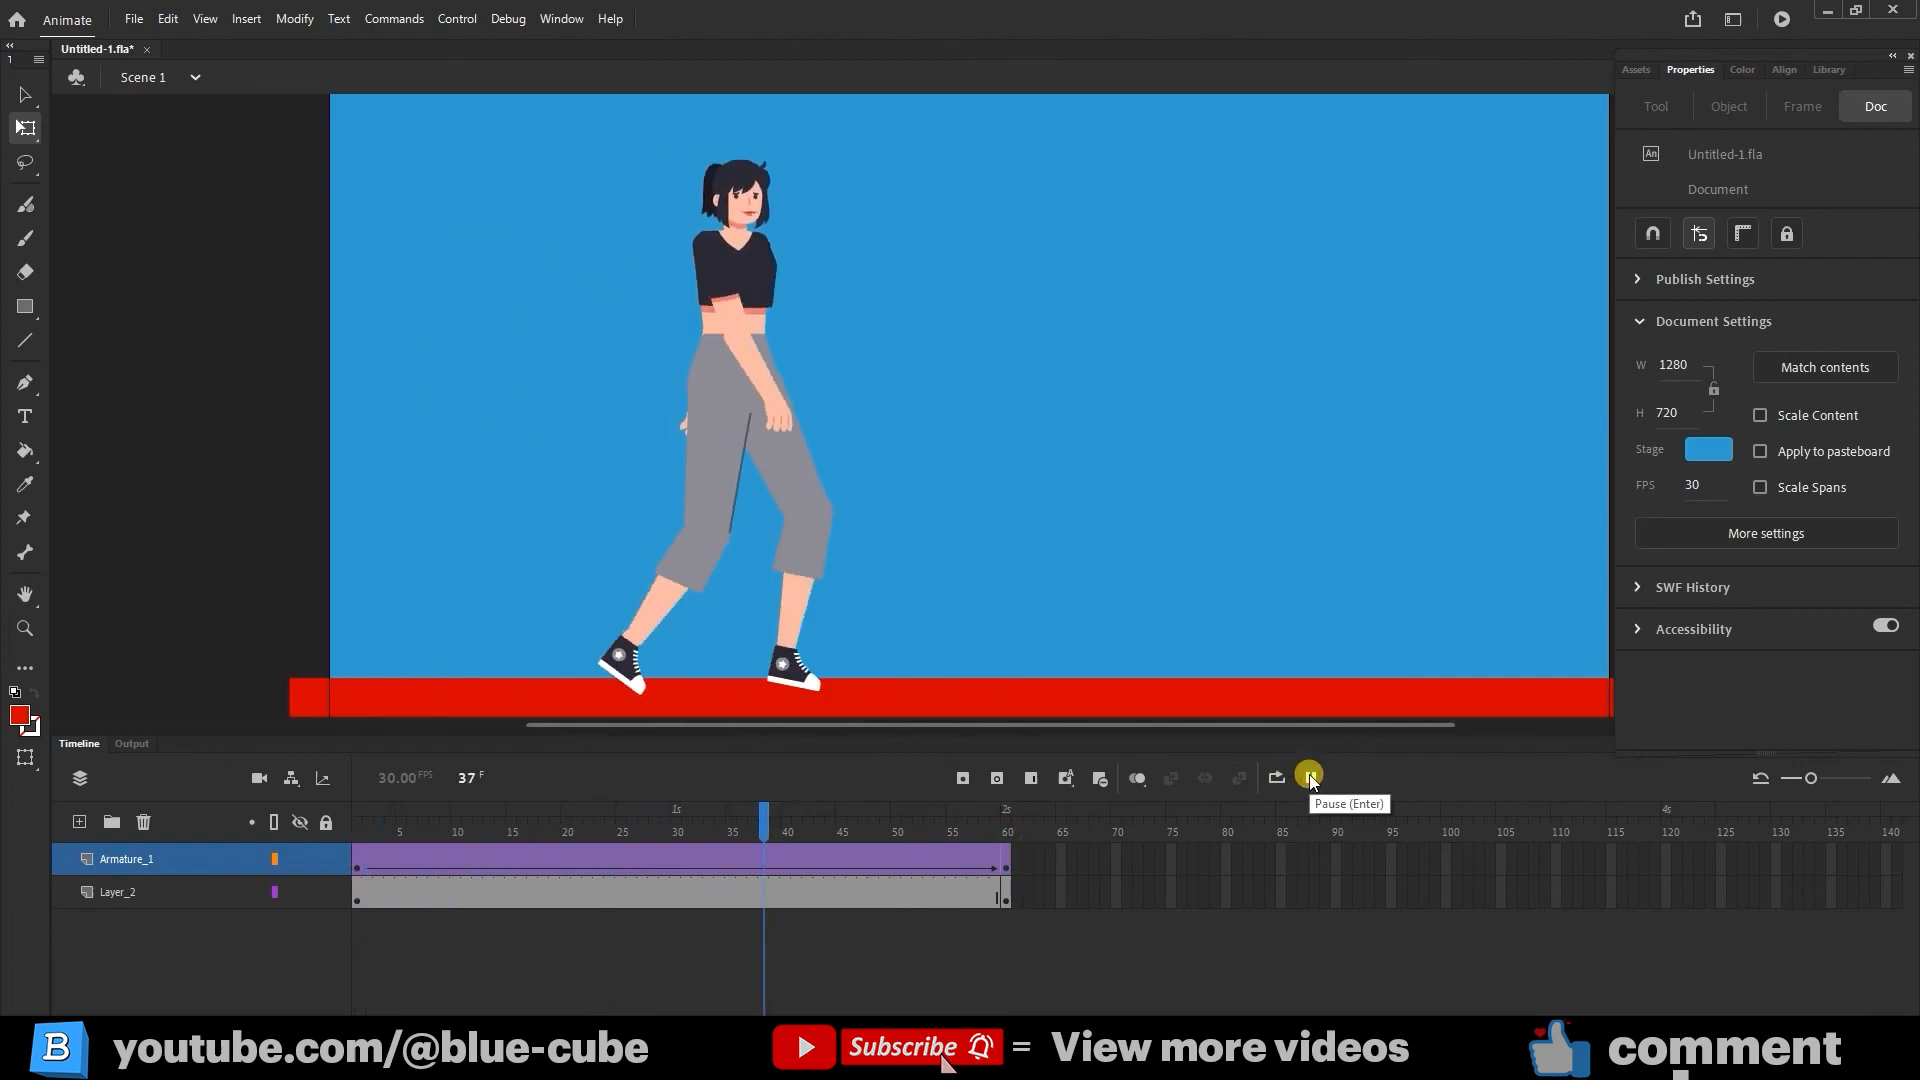 Animate File Edit View Insert Modify Text Commands Control Debug Window Help
Untitled-1.fla*
Scene 1
Assets Properties Color Align Library
Tool Object Frame Doc
An Untitled-1.fla
Document
Publish Settings
Document Settings
W 1280 Match contents
H 720 Scale Content
Stage Apply to pasteboard
FPS 30 Scale Spans
More settings
SWF History
Accessibility
Timeline Output
30.00 FPS 37 F
Pause (Enter)
1s 2s 4s
5 10 15 20 25 30 35 40 45 50 55 60 65 70 75 80 85 90 95 100 105 110 115 120 125 130 135 140
Armature_1
Layer_2
B youtube.com/@blue-cube Subscribe = View more videos comment